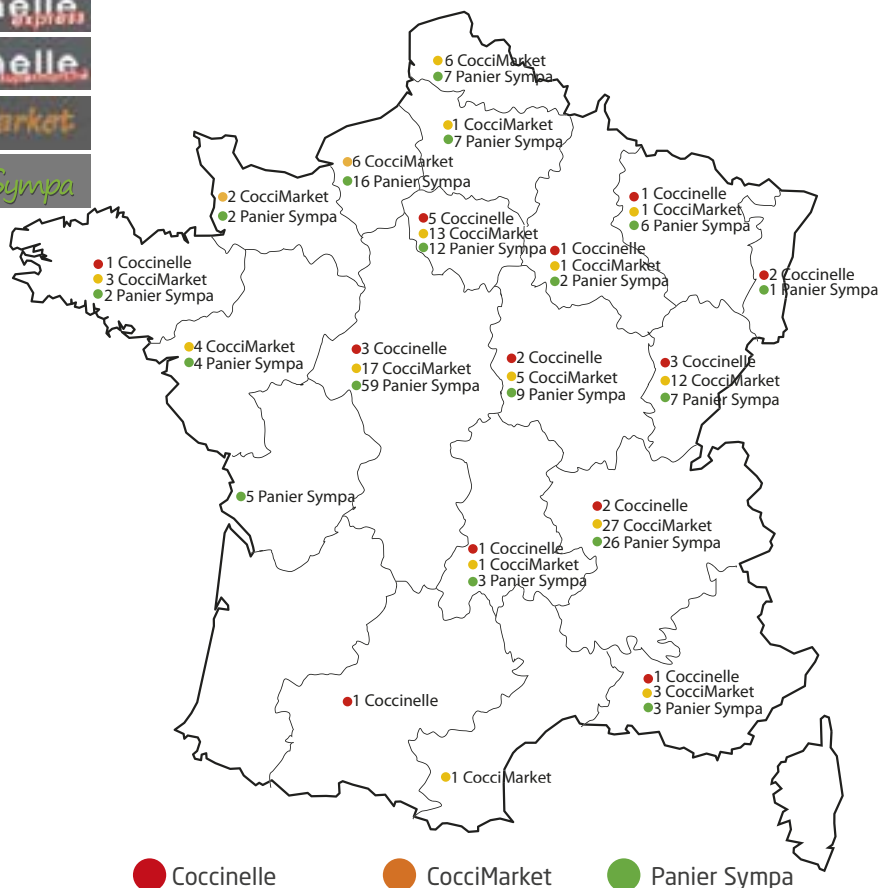 express
elle
arket
Sympa
6 CocciMarket
7 Panier Sympa
1 CocciMarket
7 Panier Sympa
6 CocciMarket
16 Panier Sympa
2 CocciMarket
2 Panier Sympa
5 Coccinelle
13 CocciMarket
12 Panier Sympa
1 Coccinelle
1 CocciMarket
6 Panier Sympa
1 Coccinelle
1 CocciMarket
2 Panier Sympa
2 Coccinelle
1 Panier Sympa
1 Coccinelle
3 CocciMarket
2 Panier Sympa
4 CocciMarket
4 Panier Sympa
3 Coccinelle
17 CocciMarket
59 Panier Sympa
2 Coccinelle
5 CocciMarket
9 Panier Sympa
3 Coccinelle
12 CocciMarket
7 Panier Sympa
5 Panier Sympa
2 Coccinelle
27 CocciMarket
26 Panier Sympa
1 Coccinelle
1 CocciMarket
3 Panier Sympa
1 Coccinelle
3 CocciMarket
3 Panier Sympa
1 Coccinelle
1 CocciMarket
Coccinelle CocciMarket Panier Sympa